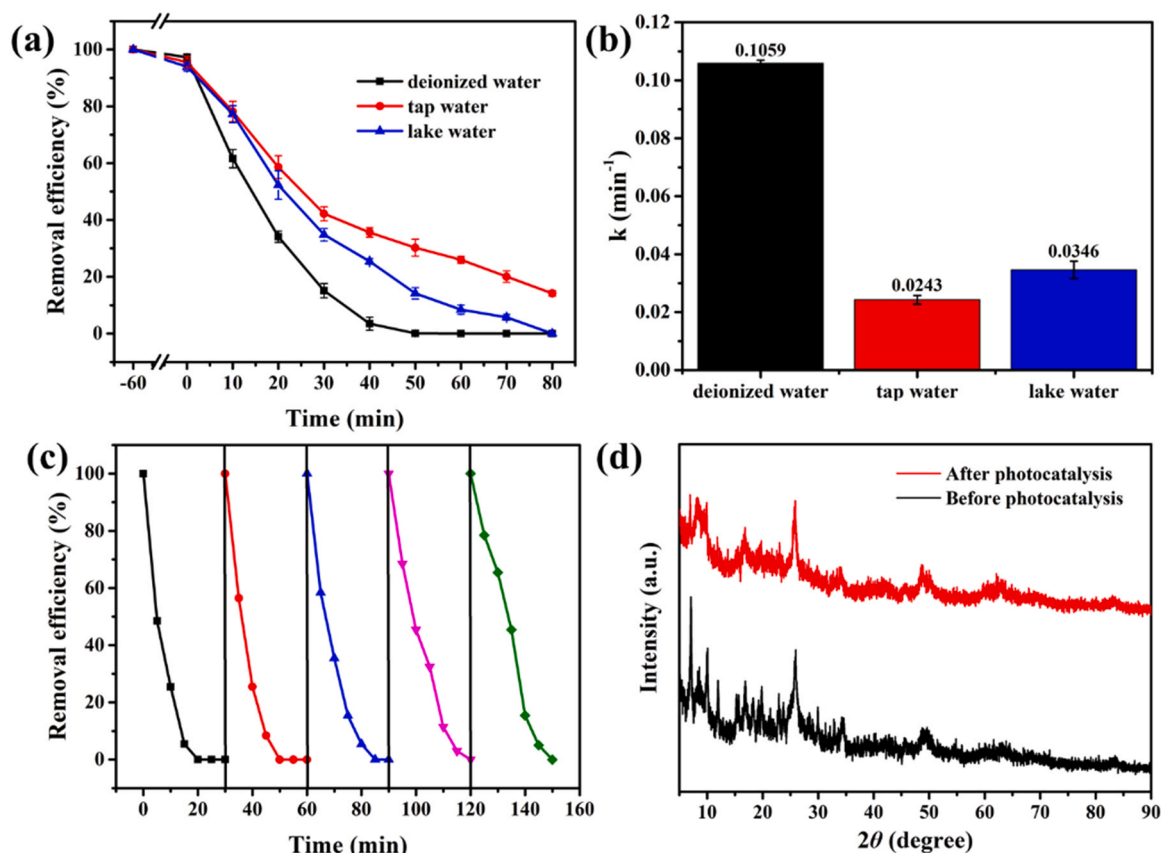 (a)
Removal efficiency (%)
100
80
60
40
20
0
deionized water
tap water
lake water
-60 0 10 20 30 40 50 60 70 80
Time (min)
(b)
k (min⁻¹)
0.12
0.10
0.08
0.06
0.04
0.02
0.00
0.1059
0.0243
0.0346
deionized water tap water lake water
(c)
Removal efficiency (%)
100
80
60
40
20
0
0 20 40 60 80 100 120 140 160
Time (min)
(d)
Intensity (a.u.)
After photocatalysis
Before photocatalysis
10 20 30 40 50 60 70 80 90
2θ (degree)